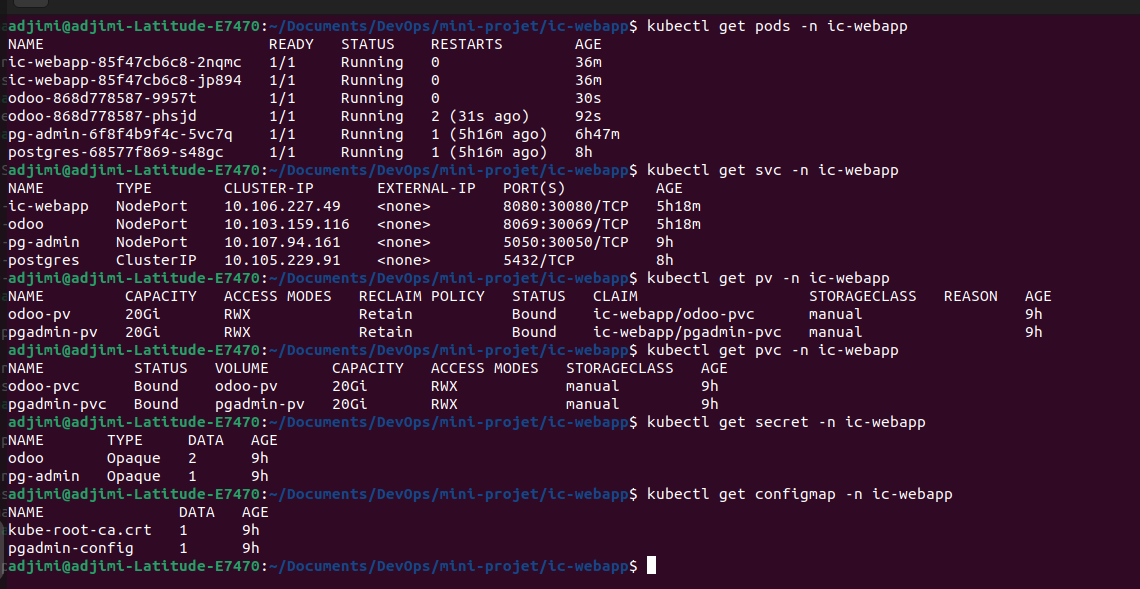 adjimi@adjimi-Latitude-E7470:~/Documents/DevOps/mini-projet/ic-webapp$ kubectl get pods -n ic-webapp
NAME READY STATUS RESTARTS AGE
ic-webapp-85f47cb6c8-2nqmc 1/1 Running 0 36m
ic-webapp-85f47cb6c8-jp894 1/1 Running 0 36m
odoo-868d778587-9957t 1/1 Running 0 30s
odoo-868d778587-phsjd 1/1 Running 2 (31s ago) 92s
pg-admin-6f8f4b9f4c-5vc7q 1/1 Running 1 (5h16m ago) 6h47m
postgres-68577f869-s48gc 1/1 Running 1 (5h16m ago) 8h
adjimi@adjimi-Latitude-E7470:~/Documents/DevOps/mini-projet/ic-webapp$ kubectl get svc -n ic-webapp
NAME TYPE CLUSTER-IP EXTERNAL-IP PORT(S) AGE
ic-webapp NodePort 10.106.227.49 <none> 8080:30080/TCP 5h18m
odoo NodePort 10.103.159.116 <none> 8069:30069/TCP 5h18m
pg-admin NodePort 10.107.94.161 <none> 5050:30050/TCP 9h
postgres ClusterIP 10.105.229.91 <none> 5432/TCP 8h
adjimi@adjimi-Latitude-E7470:~/Documents/DevOps/mini-projet/ic-webapp$ kubectl get pv -n ic-webapp
NAME CAPACITY ACCESS MODES RECLAIM POLICY STATUS CLAIM STORAGECLASS REASON AGE
odoo-pv 20Gi RWX Retain Bound ic-webapp/odoo-pvc manual 9h
pgadmin-pv 20Gi RWX Retain Bound ic-webapp/pgadmin-pvc manual 9h
adjimi@adjimi-Latitude-E7470:~/Documents/DevOps/mini-projet/ic-webapp$ kubectl get pvc -n ic-webapp
NAME STATUS VOLUME CAPACITY ACCESS MODES STORAGECLASS AGE
odoo-pvc Bound odoo-pv 20Gi RWX manual 9h
pgadmin-pvc Bound pgadmin-pv 20Gi RWX manual 9h
adjimi@adjimi-Latitude-E7470:~/Documents/DevOps/mini-projet/ic-webapp$ kubectl get secret -n ic-webapp
NAME TYPE DATA AGE
odoo Opaque 2 9h
pg-admin Opaque 1 9h
adjimi@adjimi-Latitude-E7470:~/Documents/DevOps/mini-projet/ic-webapp$ kubectl get configmap -n ic-webapp
NAME DATA AGE
kube-root-ca.crt 1 9h
pgadmin-config 1 9h
adjimi@adjimi-Latitude-E7470:~/Documents/DevOps/mini-projet/ic-webapp$